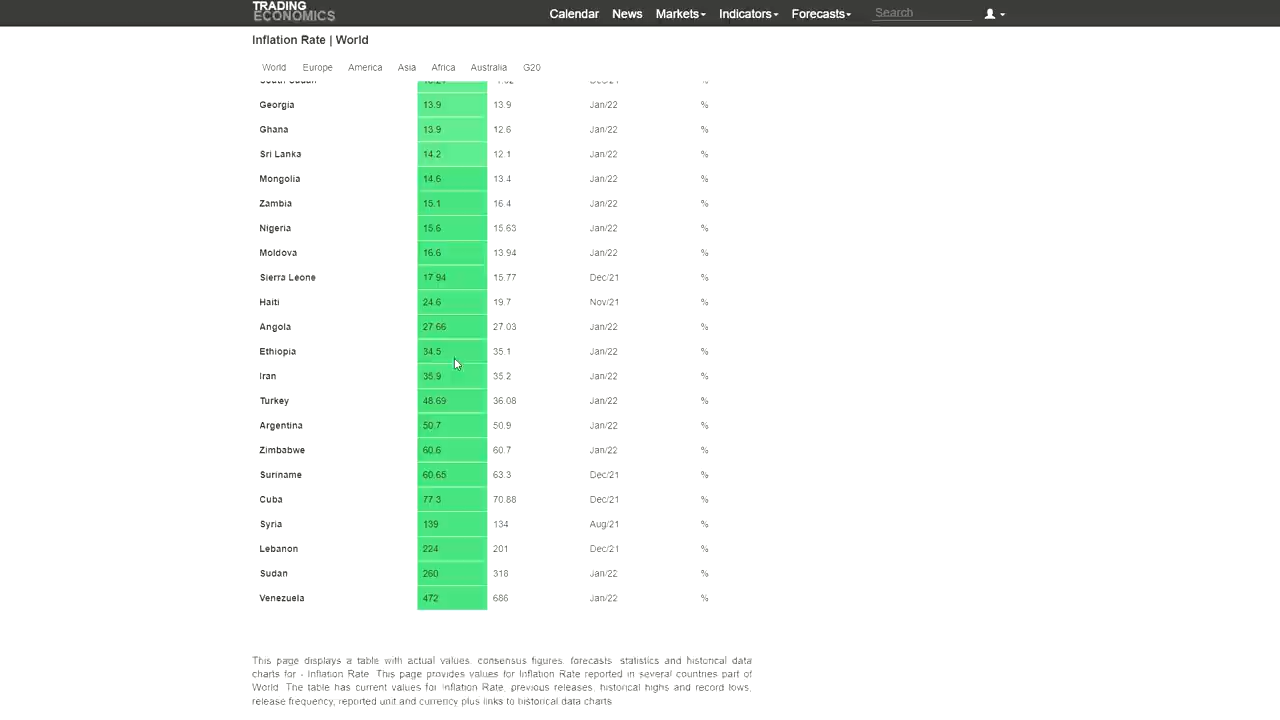 TRADING
ECONOMICS
Calendar News Markets Indicators Forecasts Search
Inflation Rate | World
World Europe America Asia Africa Australia G20
Georgia 13.9 13.9 Jan/22 %
Ghana 13.9 12.6 Jan/22 %
Sri Lanka 14.2 12.1 Jan/22 %
Mongolia 14.6 13.4 Jan/22 %
Zambia 15.1 16.4 Jan/22 %
Nigeria 15.6 15.63 Jan/22 %
Moldova 16.6 13.94 Jan/22 %
Sierra Leone 17.94 15.77 Dec/21 %
Haiti 24.6 19.7 Nov/21 %
Angola 27.66 27.03 Jan/22 %
Ethiopia 34.5 35.1 Jan/22 %
Iran 35.9 35.2 Jan/22 %
Turkey 48.69 36.08 Jan/22 %
Argentina 50.7 50.9 Jan/22 %
Zimbabwe 60.6 60.7 Jan/22 %
Suriname 60.65 63.3 Dec/21 %
Cuba 77.3 70.88 Dec/21 %
Syria 139 134 Aug/21 %
Lebanon 224 201 Dec/21 %
Sudan 260 318 Jan/22 %
Venezuela 472 686 Jan/22 %
This page displays a table with actual values, consensus figures, forecasts, statistics and historical data
charts for - Inflation Rate. This page provides values for Inflation Rate reported in several countries part of
World. The table has current values for Inflation Rate, previous releases, historical highs and record lows,
release frequency, reported unit and currency plus links to historical data charts.